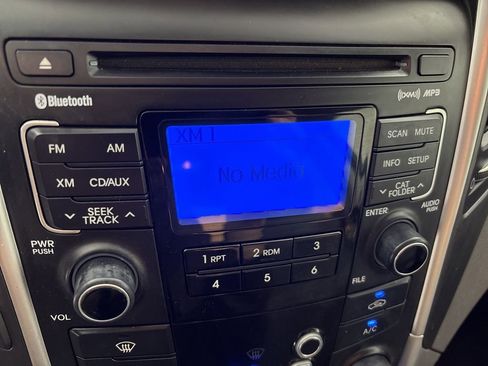 Bluetooth
XM MP3
FM AM
XM CD/AUX
SEEK
TRACK
XM 1
No Media
SCAN MUTE
INFO SETUP
CAT
FOLDER
PWR
PUSH
VOL
1 RPT 2 RDM 3
4 5 6
ENTER AUDIO
PUSH
FILE
A/C